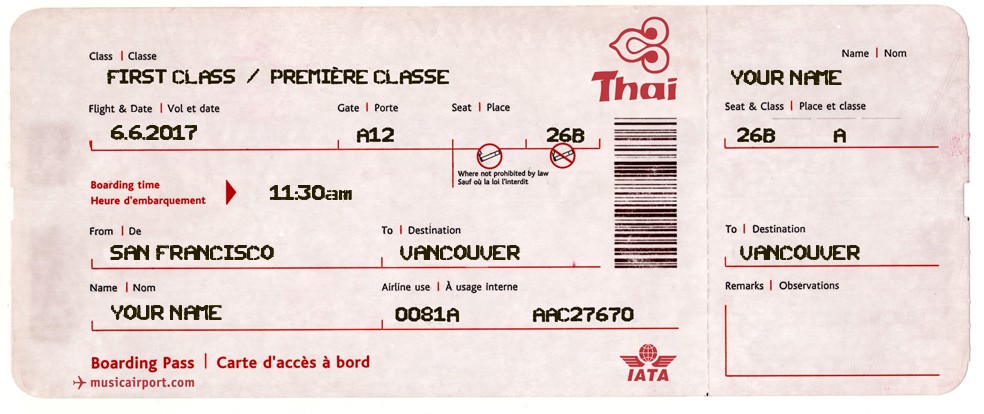 Class | Classe
FIRST CLASS / PREMIÈRE CLASSE
Flight & Date | Vol et date
Gate | Porte
Seat | Place
6.6.2017
A12
26B
Where not prohibited by law
Sauf où la loi l'interdit
Boarding time
Heure d'embarquement
11:30am
From | De
To | Destination
SAN FRANCISCO
VANCOUVER
Name | Nom
Airline use | À usage interne
YOUR NAME
0081A
AAC27670
Boarding Pass | Carte d'accès à bord
musicairport.com
Thai
IATA
Name | Nom
YOUR NAME
Seat & Class | Place et classe
26B
A
To | Destination
VANCOUVER
Remarks | Observations